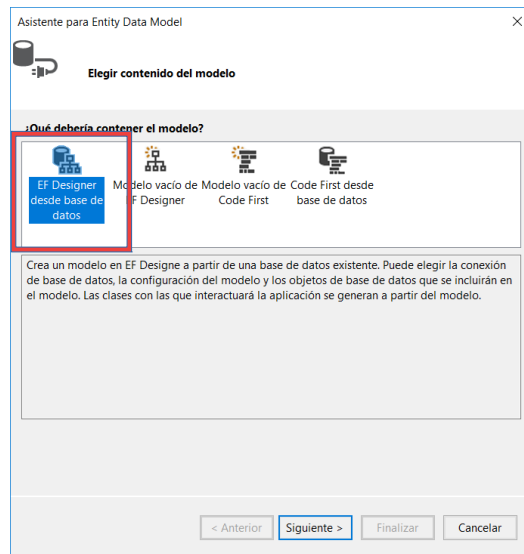 Asistente para Entity Data Model
Elegir contenido del modelo
¿Qué debería contener el modelo?
EF Designer
desde base de
datos
Modelo vacío de
EF Designer
Modelo vacío de
Code First
Code First desde
base de datos
Crea un modelo en EF Designe a partir de una base de datos existente. Puede elegir la conexión
de base de datos, la configuración del modelo y los objetos de base de datos que se incluirán en
el modelo. Las clases con las que interactuará la aplicación se generan a partir del modelo.
< Anterior
Siguiente >
Finalizar
Cancelar